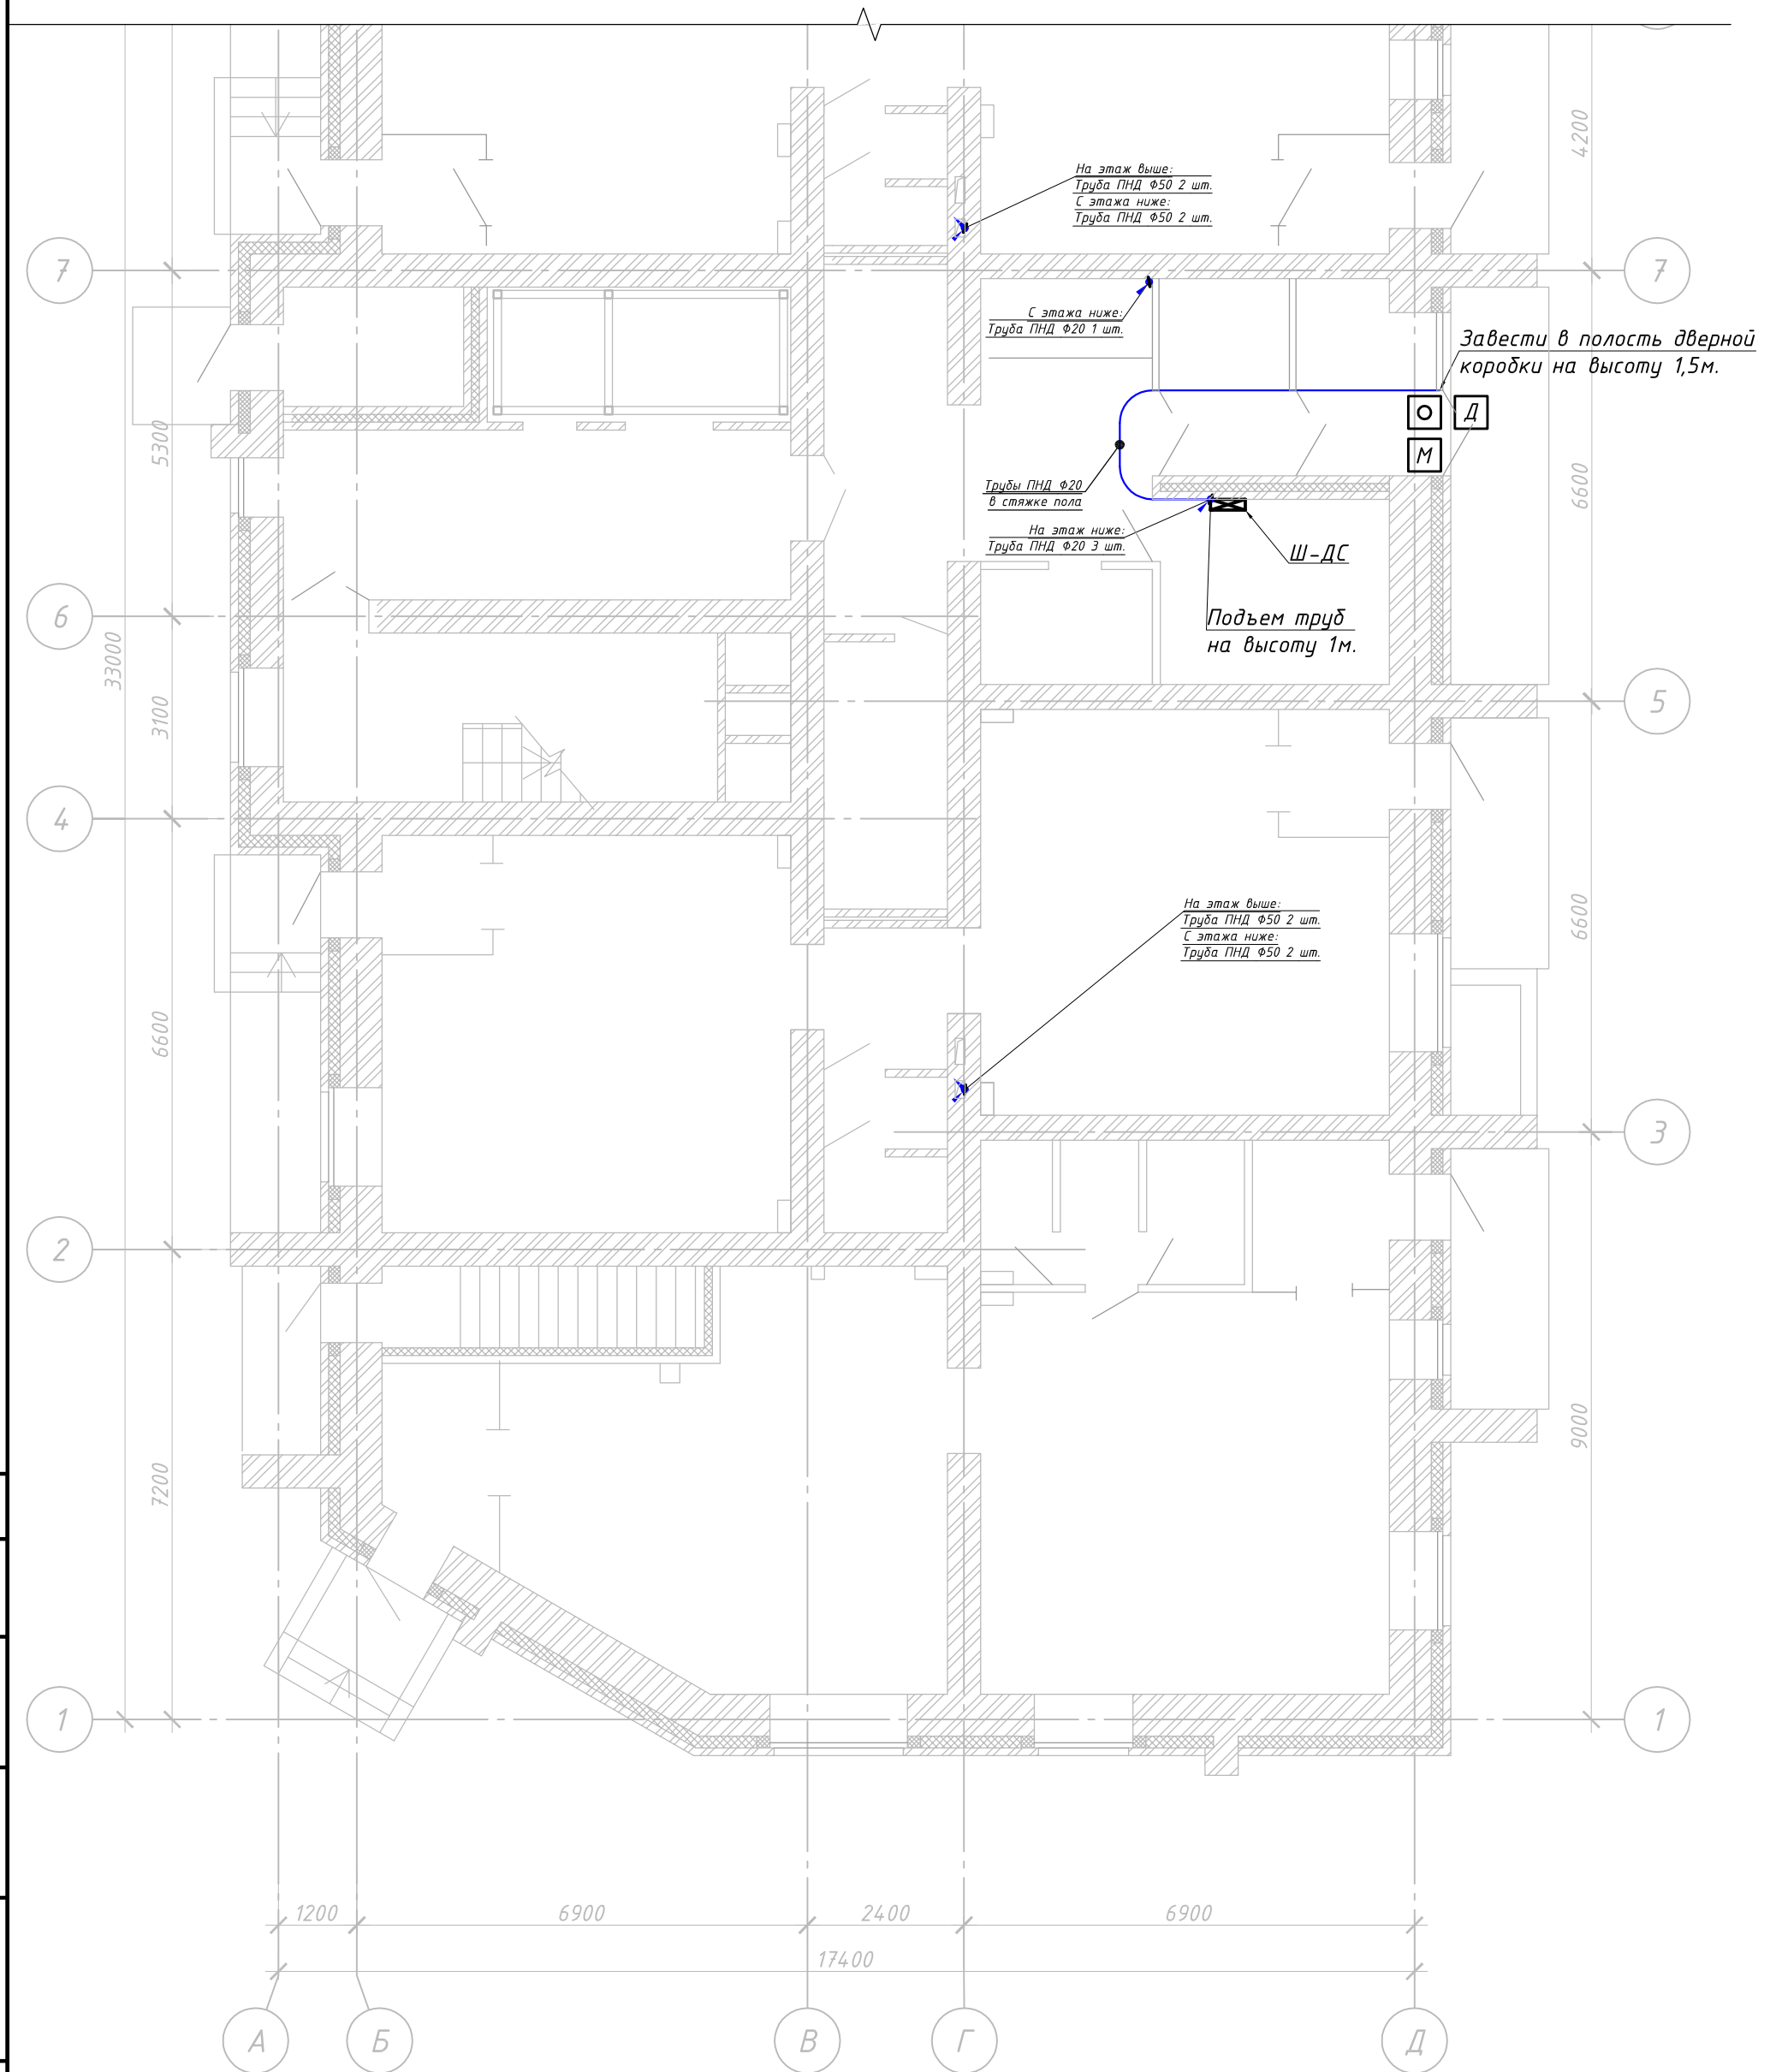 4200
На этаж выше:
Труба ПНД Ф50 2 шт.
С этажа ниже:
Труба ПНД Ф50 2 шт.
7
7
С этажа ниже:
Труба ПНД Ф20 1 шт.
Завести в полость дверной
коробки на высоту 1,5м.
Д
М
5300
6600
Трубы ПНД Ф20
в стяжке пола
На этаж ниже:
Труба ПНД Ф20 3 шт.
Ш-ДС
6
Подъем труб
на высоту 1м.
33000
3100
5
4
На этаж выше:
Труба ПНД Ф50 2 шт.
С этажа ниже:
Труба ПНД Ф50 2 шт.
6600
6600
3
2
9000
7200
1
1
1200
6900
2400
6900
17400
А
Б
В
Г
Д